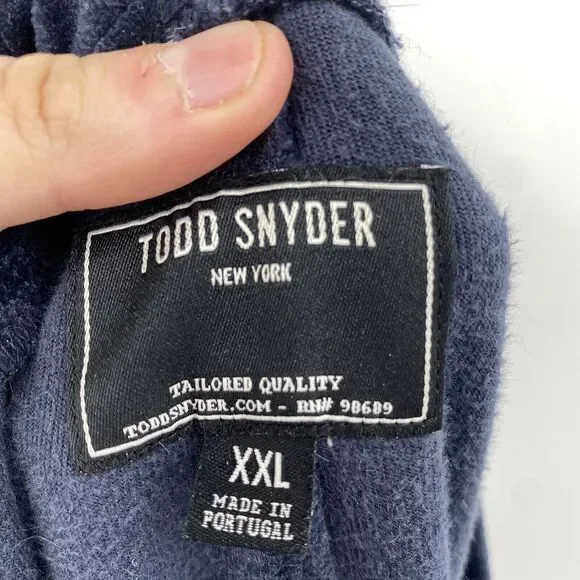 TODD SNYDER
NEW YORK
TAILORED QUALITY
TODDSNYDER.COM - RN# 98689
XXL
MADE IN
PORTUGAL